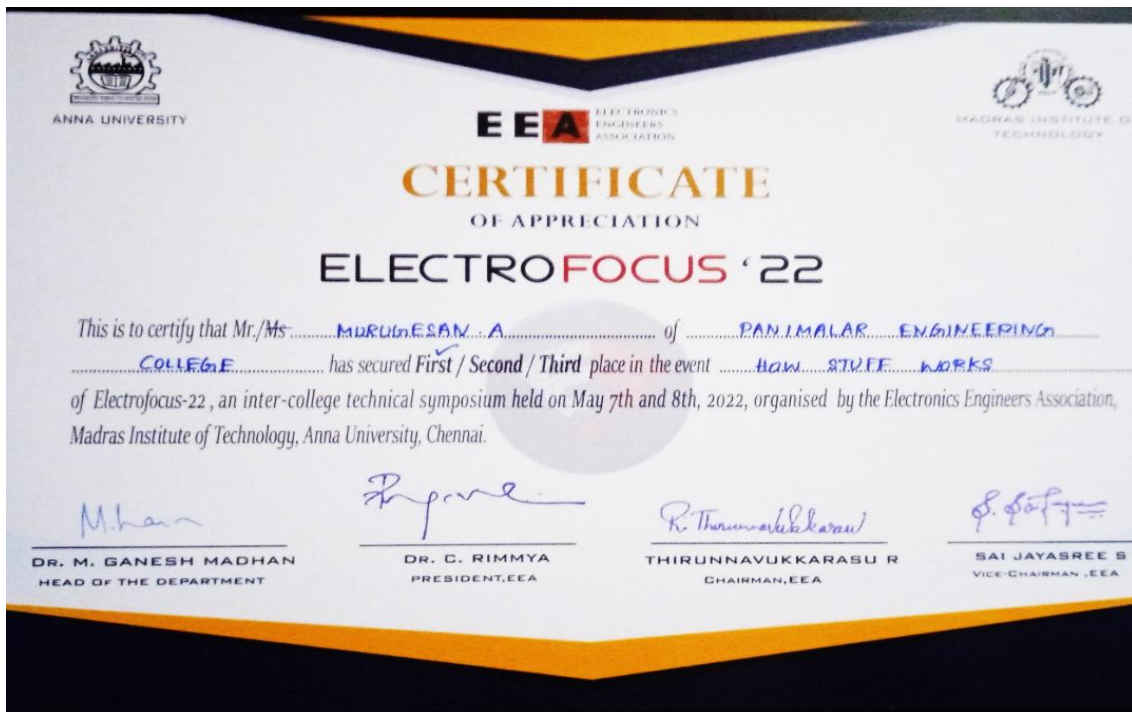 ANNA UNIVERSITY
EEA ELECTRONICS
ENGINEERS
ASSOCIATION
MADRAS INSTITUTE O
TECHNOLOGY
CERTIFICATE
OF APPRECIATION
ELECTROFOCUS ‘22
This is to certify that Mr./Ms MURUGESAN. A of PANIMALAR ENGINEERING
COLLEGE has secured First / Second / Third place in the event HOW STUFF WORKS
of Electrofocus-22 , an inter-college technical symposium held on May 7th and 8th, 2022, organised by the Electronics Engineers Association,
Madras Institute of Technology, Anna University, Chennai.
R. Thirunnavukkarasu
DR. M. GANESH MADHAN
HEAD OF THE DEPARTMENT
DR. C. RIMMYA
PRESIDENT,EEA
THIRUNNAVUKKARASU R
CHAIRMAN,EEA
SAI JAYASREE S
VICE-CHAIRMAN ,EEA